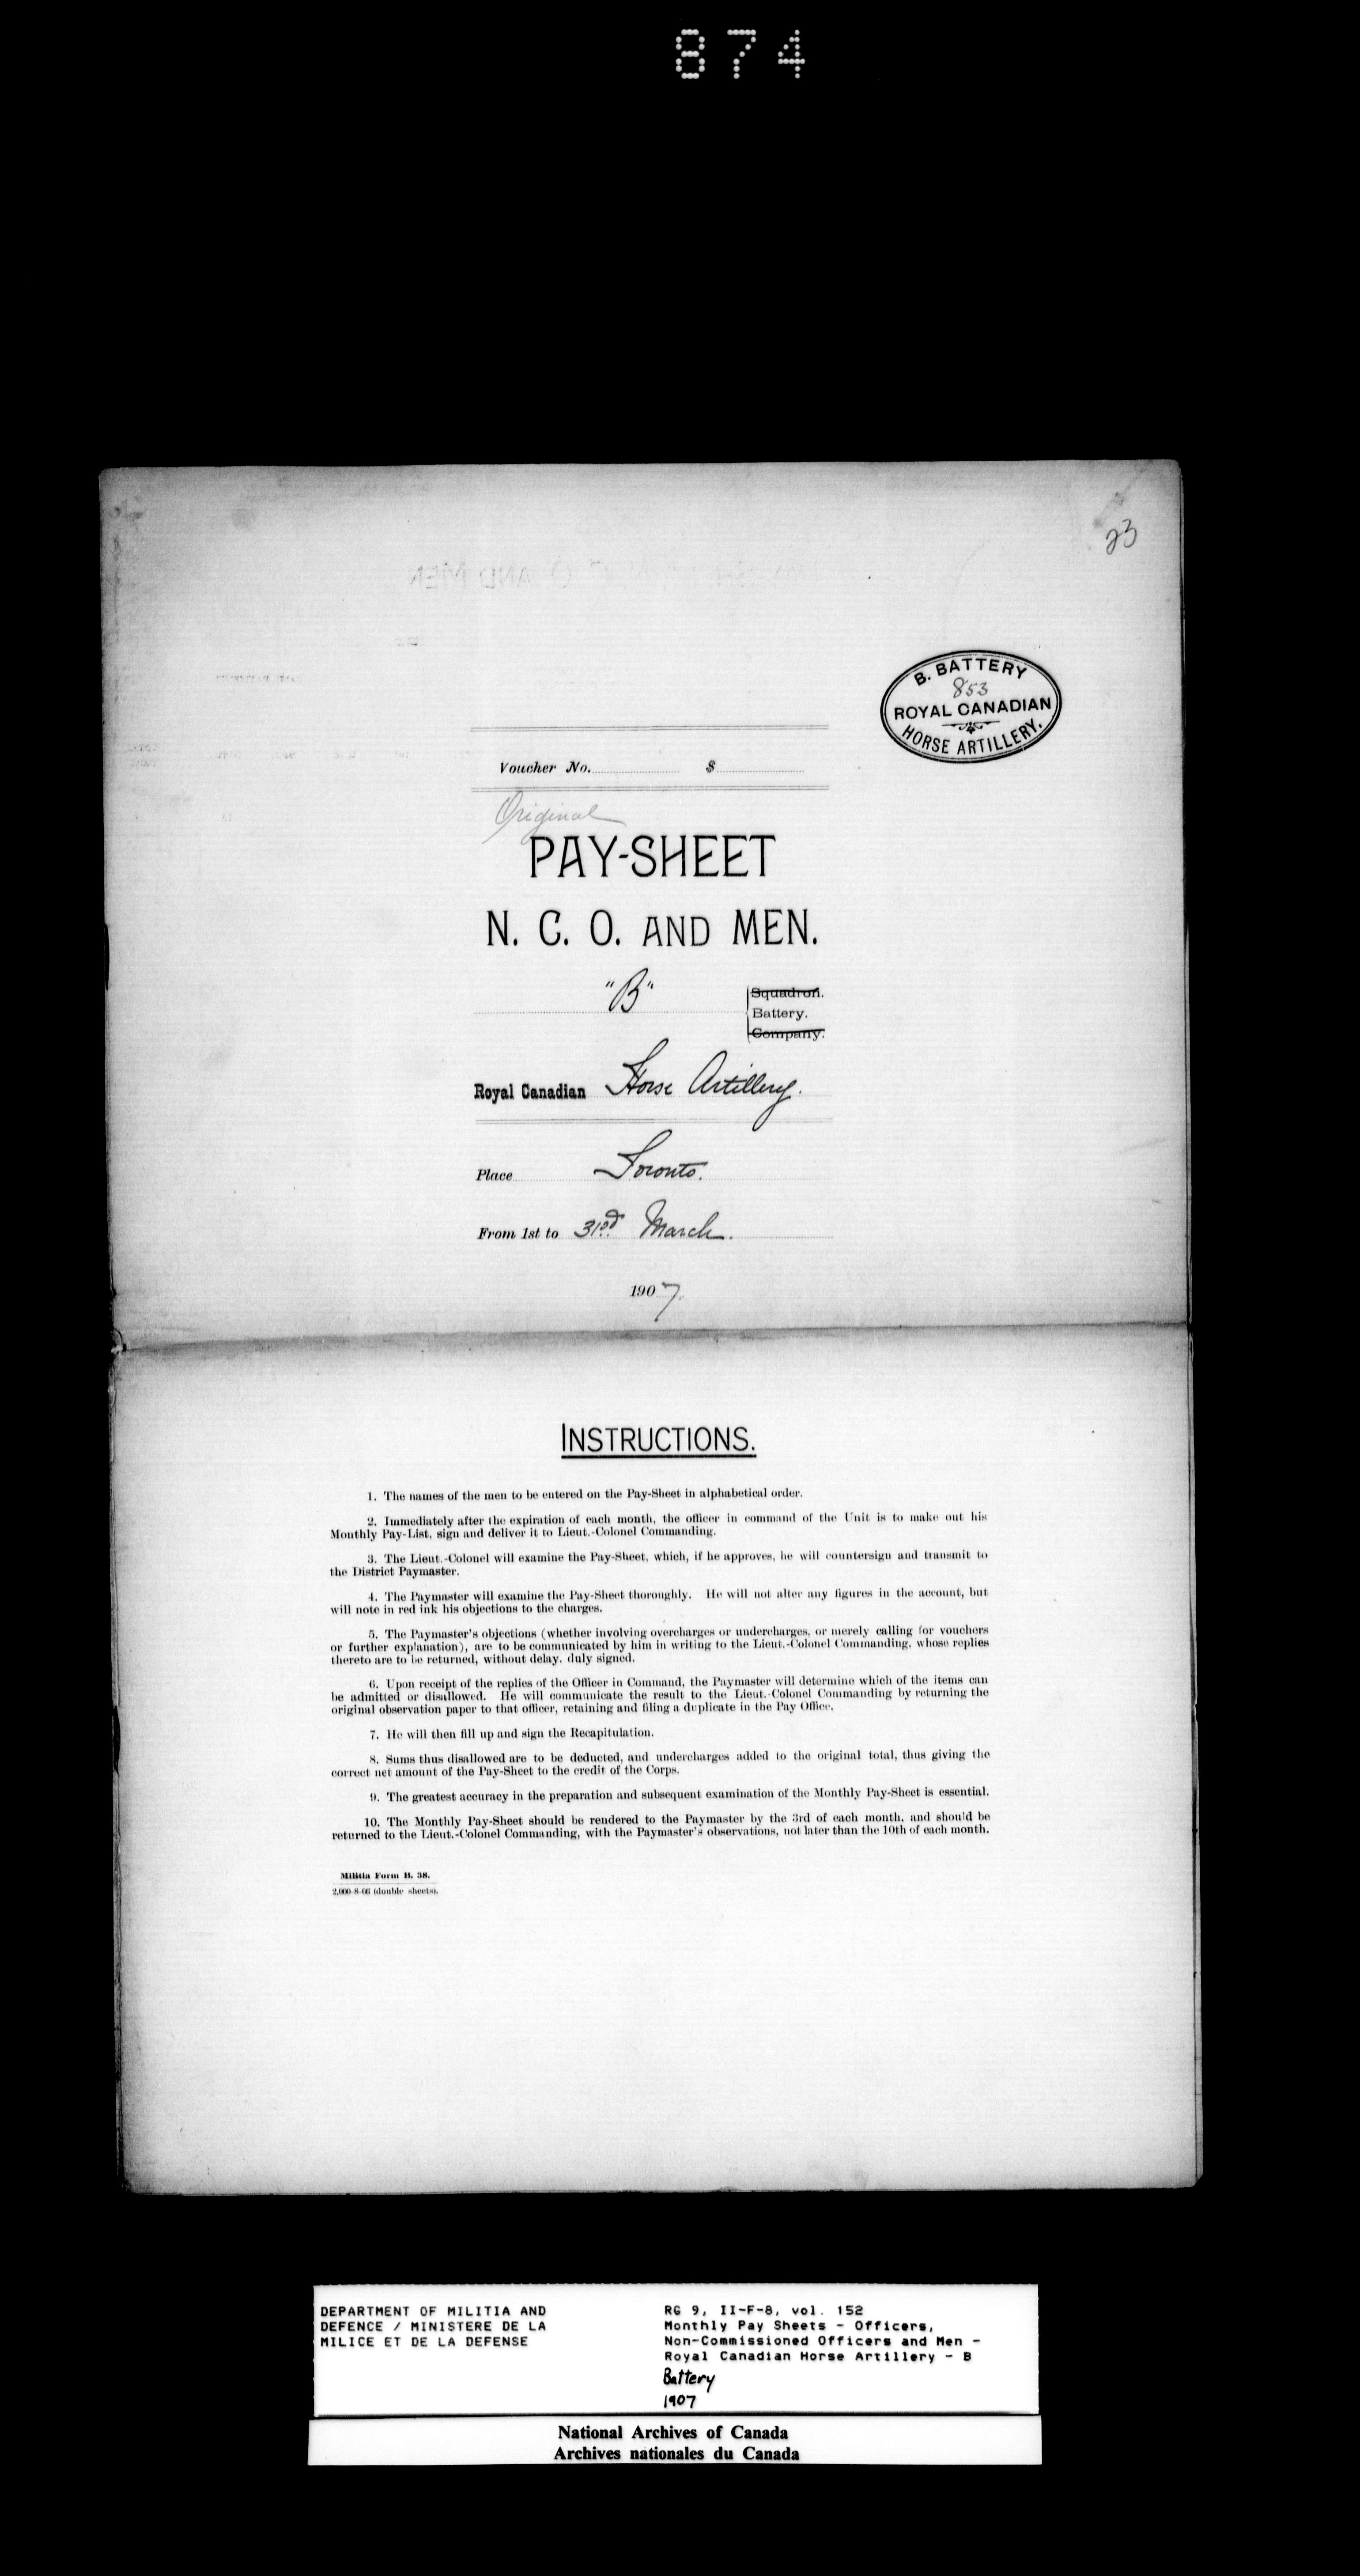 874
23
B. BATTERY
853
ROYAL CANADIAN
HORSE ARTILLERY.
Voucher No. $
Original
PAY-SHEET
N. C. O. AND MEN.
"B"
Squadron.
Battery.
Company.
Royal Canadian Horse Artillery.
Place Toronto.
From 1st to 31rd March.
1907
INSTRUCTIONS.
1. The names of the men to be entered on the Pay-Sheet in alphabetical order.
2. Immediately after the expiration of each month, the officer in command of the Unit is to make out his
Monthly Pay-List, sign and deliver it to Lieut.-Colonel Commanding.
3. The Lieut.-Colonel will examine the Pay-Sheet, which, if he approves, he will countersign and transmit to
the District Paymaster.
4. The Paymaster will examine the Pay-Sheet thoroughly. He will not alter any figures in the account, but
will note in red ink his objections to the charges.
5. The Paymaster's objections (whether involving overcharges or undercharges, or merely calling for vouchers
or further explanation), are to be communicated by him in writing to the Lieut.-Colonel Commanding, whose replies
thereto are to be returned, without delay, duly signed.
6. Upon receipt of the replies of the Officer in Command, the Paymaster will determine which of the items can
be admitted or disallowed. He will communicate the result to the Lieut.-Colonel Commanding by returning the
original observation paper to that officer, retaining and filing a duplicate in the Pay Office.
7. He will then fill up and sign the Recapitulation.
8. Sums thus disallowed are to be deducted, and undercharges added to the original total, thus giving the
correct net amount of the Pay-Sheet to the credit of the Corps.
9. The greatest accuracy in the preparation and subsequent examination of the Monthly Pay-Sheet is essential.
10. The Monthly Pay-Sheet should be rendered to the Paymaster by the 3rd of each month, and should be
returned to the Lieut.-Colonel Commanding, with the Paymaster's observations, not later than the 10th of each month.
Militia Form B. 38.
2,000-8-06 (double sheets).
DEPARTMENT OF MILITIA AND
DEFENCE / MINISTERE DE LA
MILICE ET DE LA DEFENSE
RG 9, II-F-8, vol. 152
Monthly Pay Sheets - Officers,
Non-Commissioned Officers and Men -
Royal Canadian Horse Artillery - B
Battery
1907
National Archives of Canada
Archives nationales du Canada